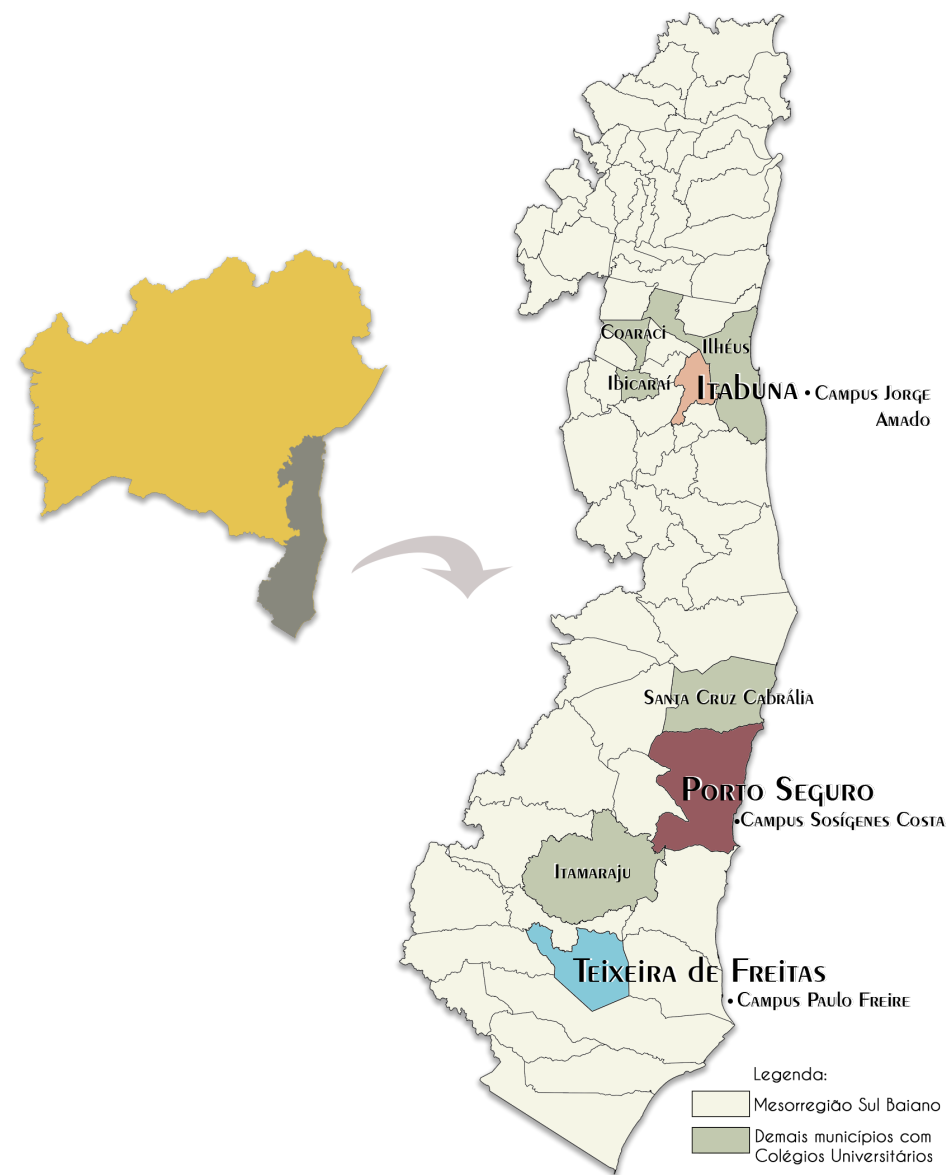 Coaraci
Ilhéus
Ibicaraí
Itabuna • Campus Jorge
Amado
Santa Cruz Cabrália
Porto Seguro
•Campus Sosígenes Costa
Itamaraju
Teixeira de Freitas
• Campus Paulo Freire
Legenda:
Mesorregião Sul Baiano
Demais municípios com
Colégios Universitários